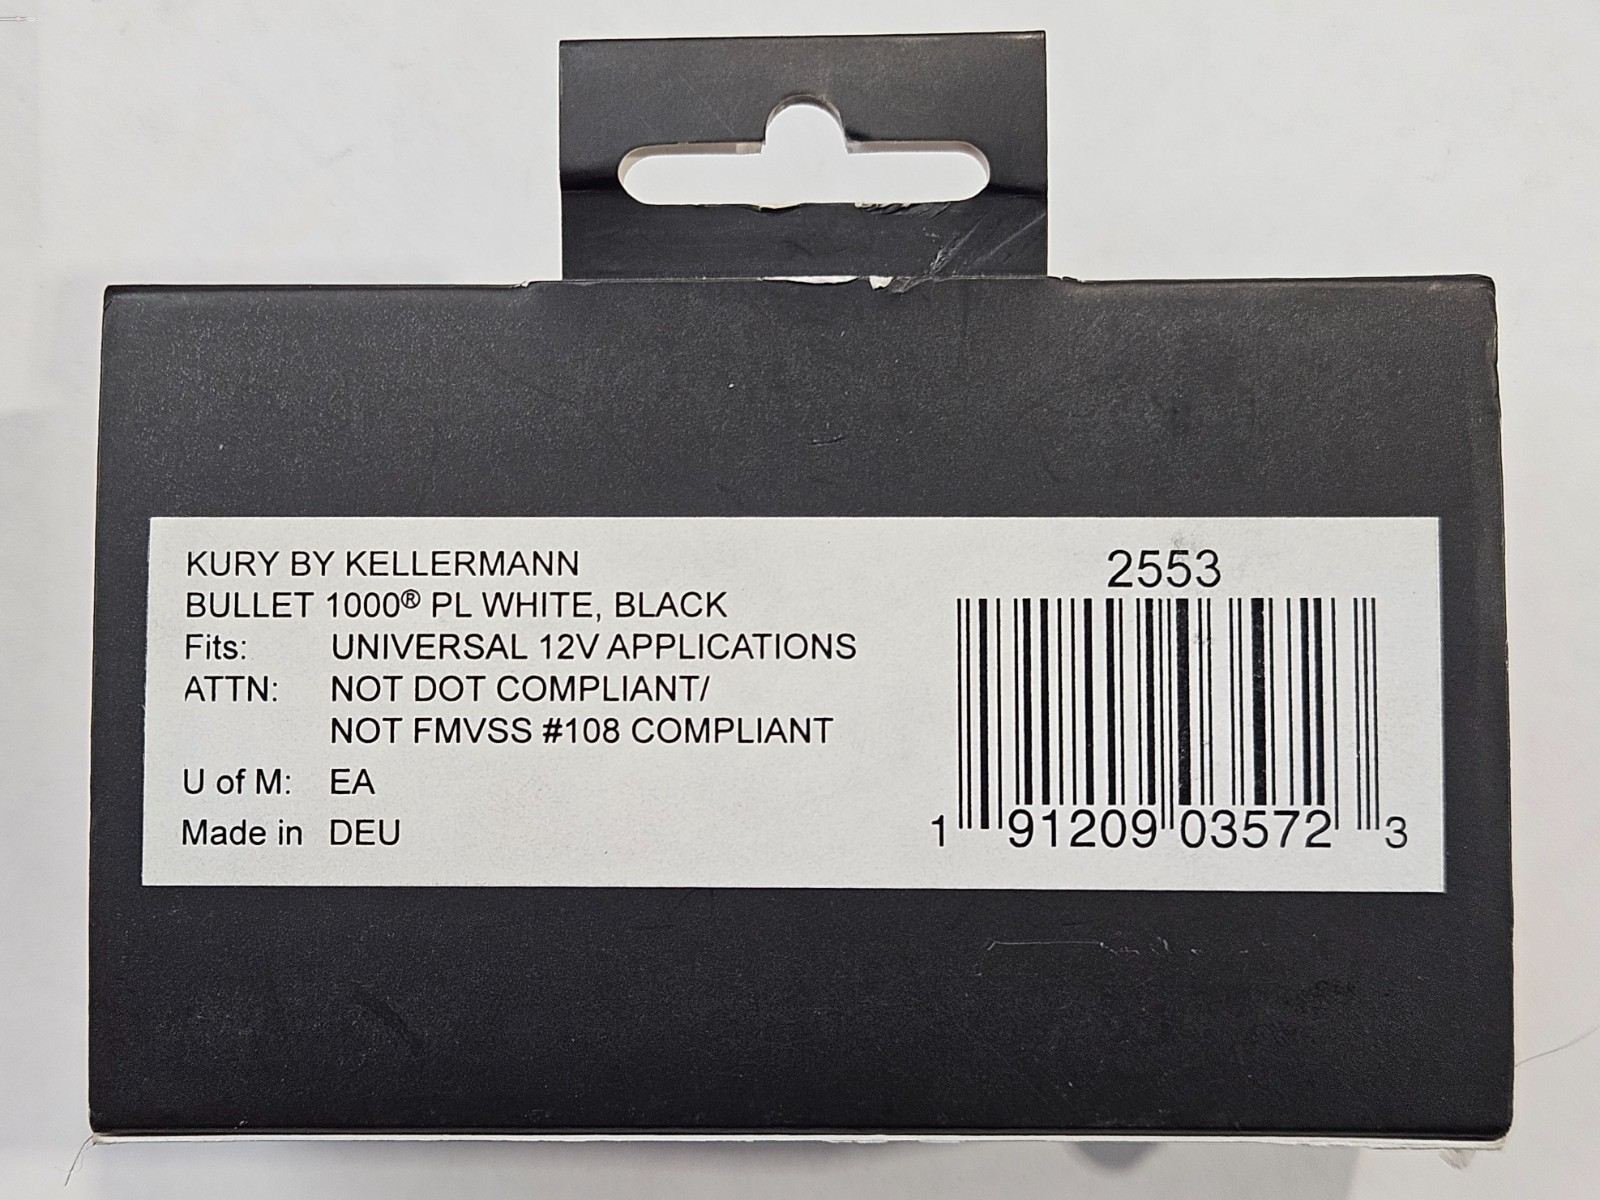 KURY BY KELLERMANN
BULLET 1000® PL WHITE, BLACK
Fits: UNIVERSAL 12V APPLICATIONS
ATTN: NOT DOT COMPLIANT/
NOT FMVSS #108 COMPLIANT
U of M: EA
Made in DEU
2553
1 91209 03572 3